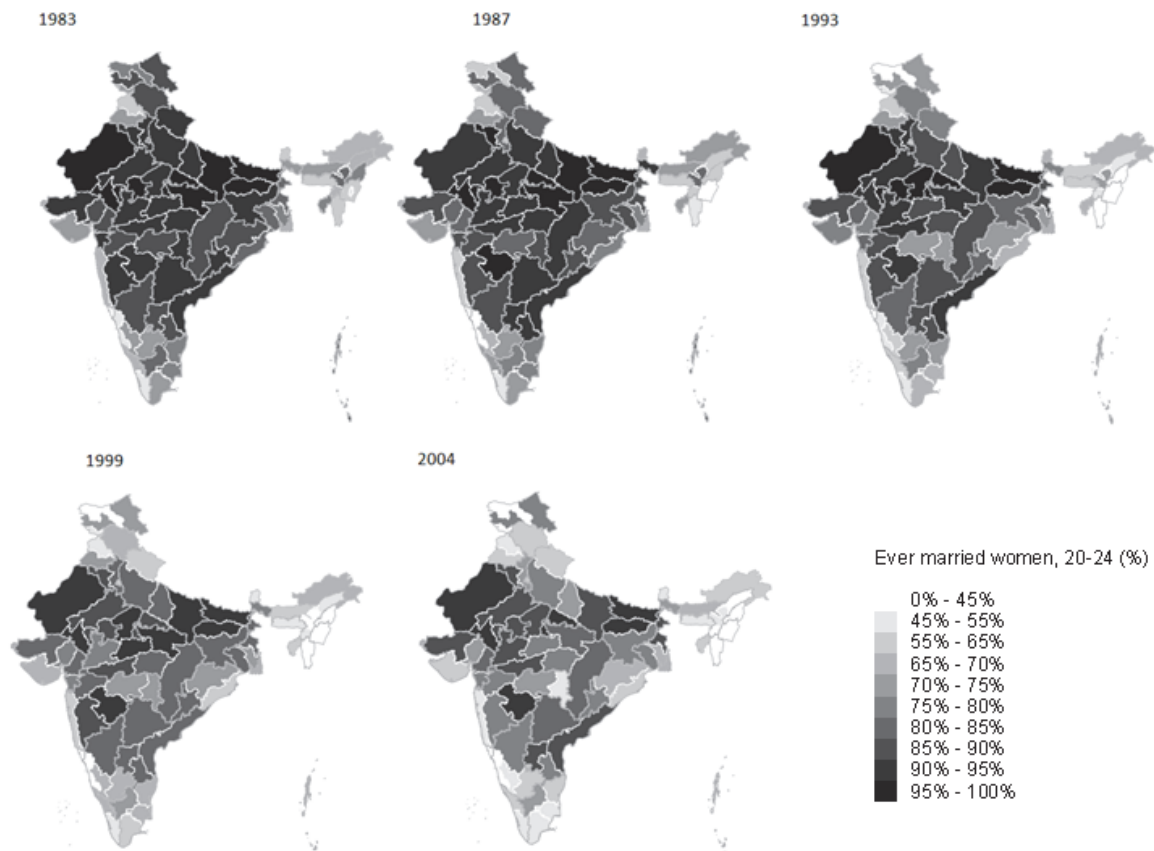 1983
1987
1993
1999
2004
Ever married women, 20-24 (%)
0% - 45%
45% - 55%
55% - 65%
65% - 70%
70% - 75%
75% - 80%
80% - 85%
85% - 90%
90% - 95%
95% - 100%